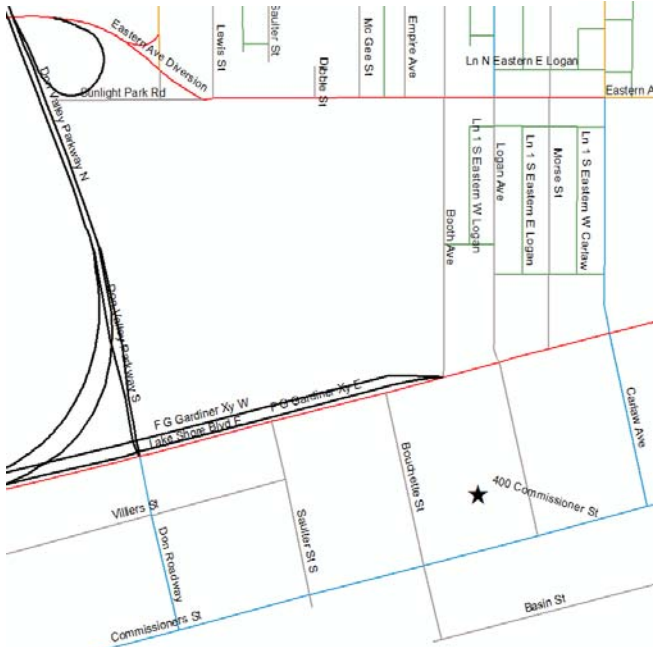 Eastern Ave Diversion
Lewis St
Saulter St
Dibble St
Mc Gee St
Empire Ave
Ln N Eastern E Logan
Sunlight Park Rd
Eastern A
Don Valley Parkway N
Ln 1 S Eastern W Logan
Logan Ave
Ln 1 S Eastern E Logan
Morse St
Ln 1 S Eastern W Carlaw
Booth Ave
Don Valley Parkway S
F G Gardiner Xy W
F G Gardiner Xy E
Lake Shore Blvd E
Carlaw Ave
Bouchette St
400 Commissioner St
Villiers St
Saulter St S
Don Roadway
Basin St
Commissioners St